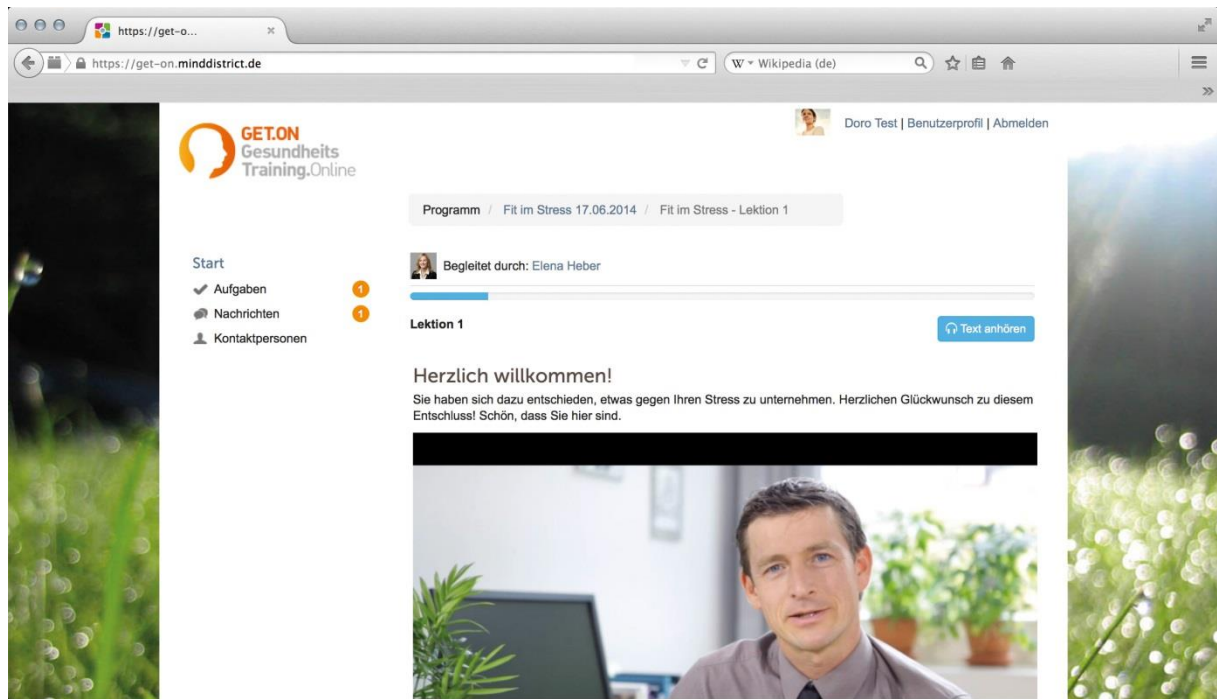 https://get-o...
https://get-on.minddistrict.de
W Wikipedia (de)
GET.ON
Gesundheits
Training.Online
Doro Test | Benutzerprofil | Abmelden
Programm / Fit im Stress 17.06.2014 / Fit im Stress - Lektion 1
Start
Aufgaben 1
Nachrichten 1
Kontaktpersonen
Begleitet durch: Elena Heber
Lektion 1
Text anhören
Herzlich willkommen!
Sie haben sich dazu entschieden, etwas gegen Ihren Stress zu unternehmen. Herzlichen Glückwunsch zu diesem
Entschluss! Schön, dass Sie hier sind.